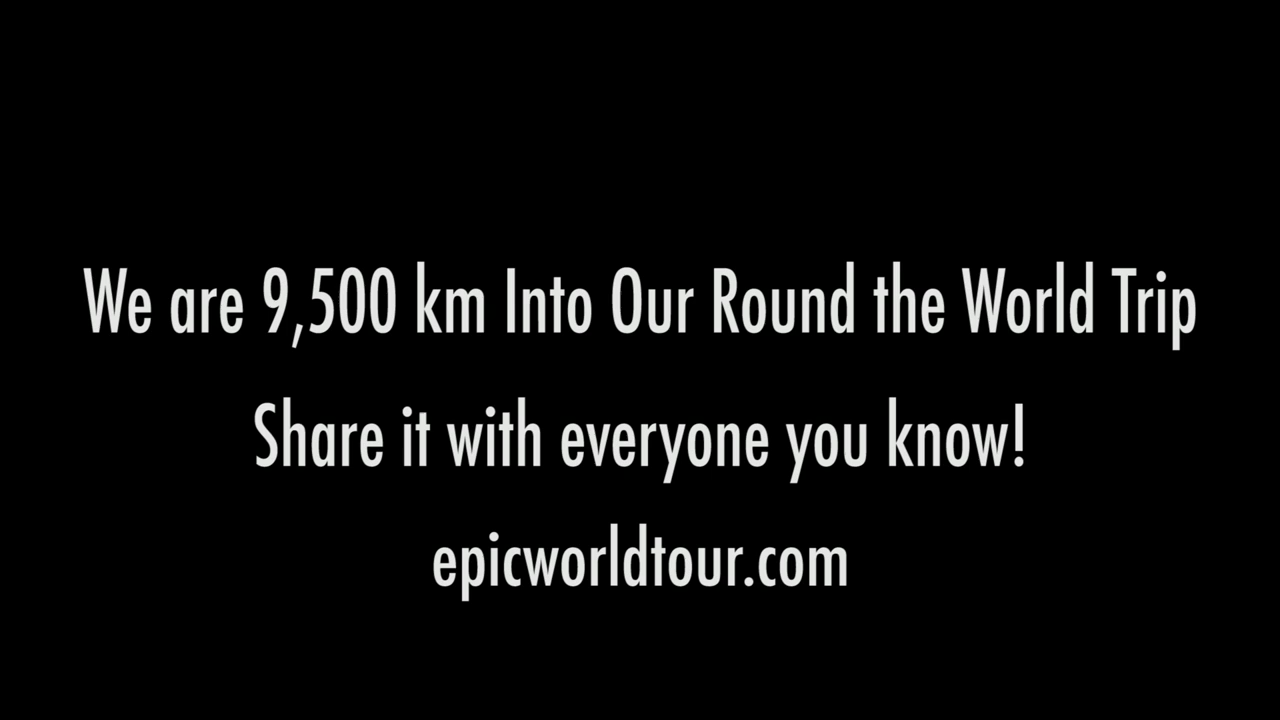 We are 9,500 km Into Our Round the World Trip
Share it with everyone you know!
epicworldtour.com